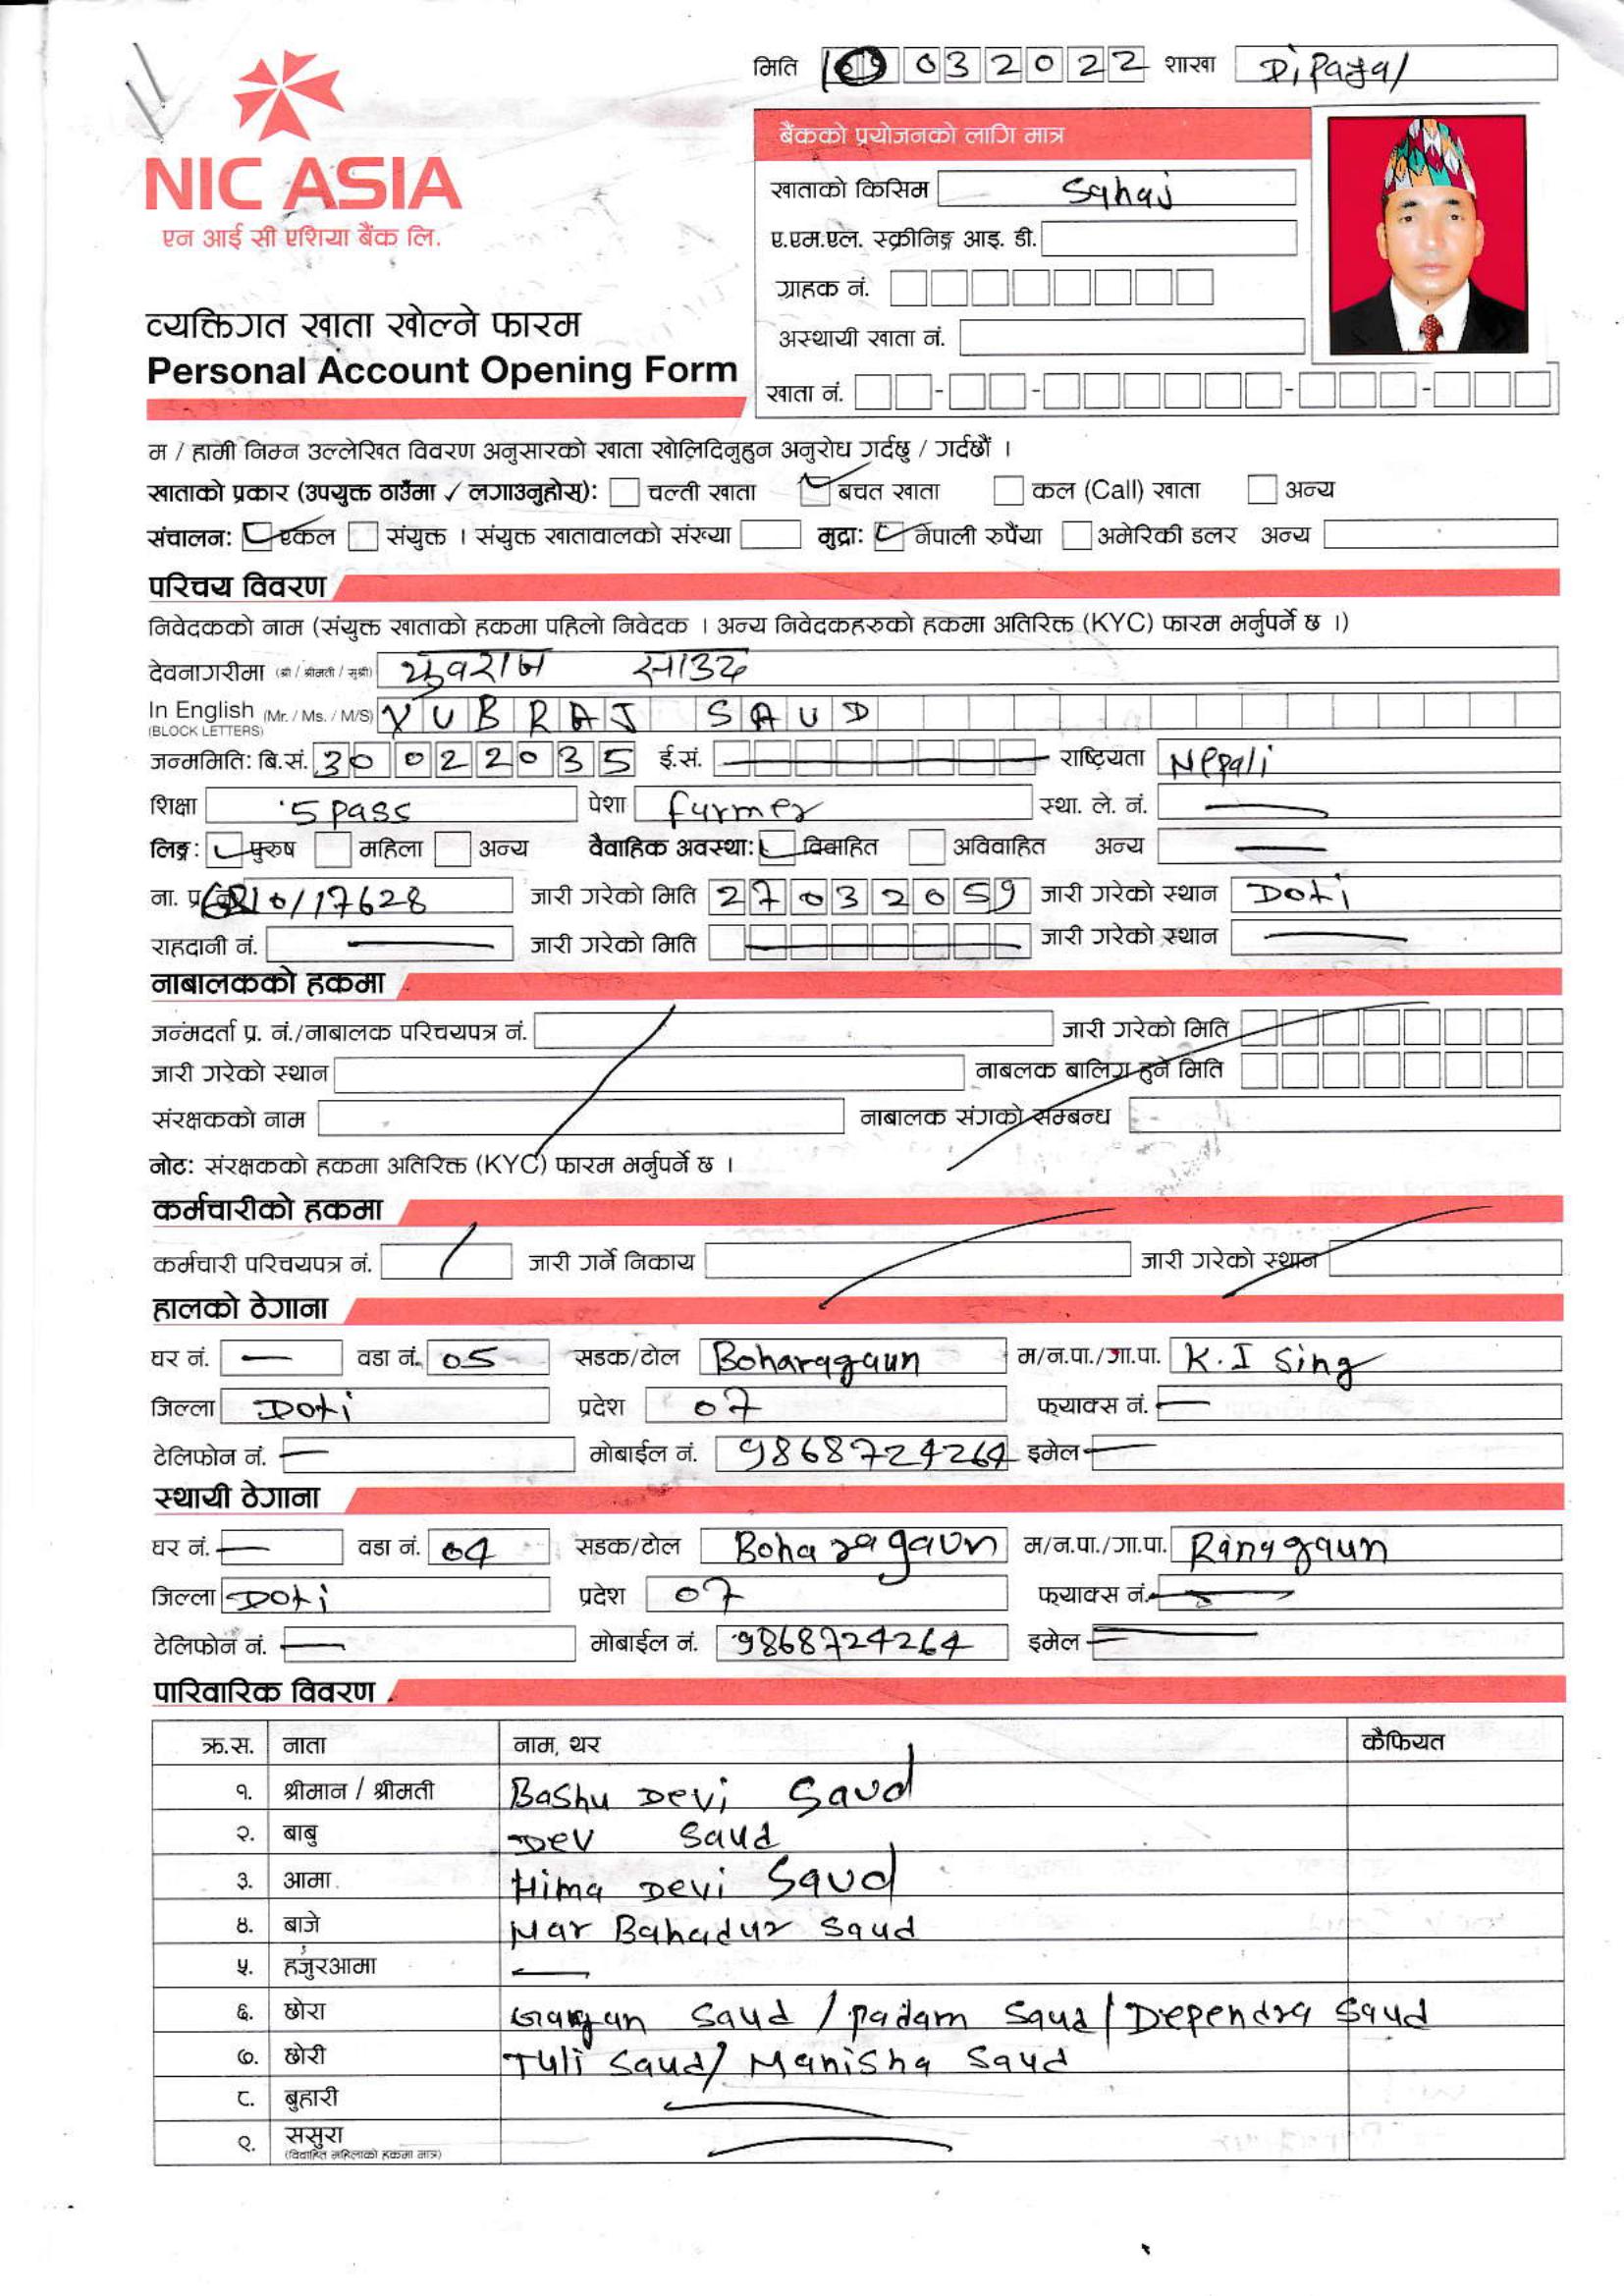 मिति 03 2022 शाखा Dipayal
NIC ASIA
एन आई सी एशिया बैंक लि.
बैंकको प्रयोजनको लागि मात्र
खाताको किसिम Sahaj
ए.एम.एल. स्क्रीनिङ्ग आइ. डी.
ग्राहक नं.
अस्थायी खाता नं.
खाता नं. - - - -
व्यक्तिगत खाता खोल्ने फारम
Personal Account Opening Form
म / हामी निम्न उल्लेखित विवरण अनुसारको खाता खोलिदिनुहुन अनुरोध गर्दछु / गर्दछौं ।
खाताको प्रकार (उपयुक्त ठाउँमा ✓ लगाउनुहोस्): चल्ती खाता ✓ बचत खाता कल (Call) खाता अन्य
संचालन: ✓ एकल संयुक्त । संयुक्त खातावालको संख्या मुद्रा: ✓ नेपाली रुपैंया अमेरिकी डलर अन्य
परिचय विवरण
निवेदकको नाम (संयुक्त खाताको हकमा पहिलो निवेदक । अन्य निवेदकहरुको हकमा अतिरिक्त (KYC) फारम भर्नुपर्ने छ ।)
देवनागरीमा (श्री / श्रीमती / सुश्री) युवराज साउद
In English (Mr. / Ms. / M/S) YUBRAJ SAUD
(BLOCK LETTERS)
जन्ममिति: बि.सं. 30 02 2035 ई.सं. राष्ट्रियता Nepali
शिक्षा 5 pass पेशा farmer स्था. ले. नं.
लिङ्ग: ✓ पुरुष महिला अन्य वैवाहिक अवस्था: ✓ विवाहित अविवाहित अन्य
ना. प्र. /17628 जारी गरेको मिति 27 03 2059 जारी गरेको स्थान Doti
राहदानी नं. जारी गरेको मिति जारी गरेको स्थान
नाबालकको हकमा
जन्मदर्ता प्र. नं./नाबालक परिचयपत्र नं. जारी गरेको मिति
जारी गरेको स्थान नाबलक बालिग हुने मिति
संरक्षकको नाम नाबालक संगको सम्बन्ध
नोट: संरक्षकको हकमा अतिरिक्त (KYC) फारम भर्नुपर्ने छ ।
कर्मचारीको हकमा
कर्मचारी परिचयपत्र नं. जारी गर्ने निकाय जारी गरेको स्थान
हालको ठेगाना
घर नं. — वडा नं. 05 सडक/टोल Boharagaun म/न.पा./गा.पा. K.I Sing
जिल्ला Doti प्रदेश 07 फ्याक्स नं. —
टेलिफोन नं. — मोबाईल नं. 9868724264 इमेल —
स्थायी ठेगाना
घर नं. — वडा नं. 04 सडक/टोल Boharagaun म/न.पा./गा.पा. Ranagaun
जिल्ला Doti प्रदेश 07 फ्याक्स नं. —
टेलिफोन नं. — मोबाईल नं. 9868724264 इमेल —
पारिवारिक विवरण
क्र.स. नाता नाम, थर कैफियत
१. श्रीमान / श्रीमती Bashu Devi Saud
२. बाबु Dev Saud
३. आमा Hima Devi Saud
४. बाजे Nar Bahadur Saud
५. हजुरआमा —
६. छोरा Saud / Padam Saud / Dependra Saud
७. छोरी Tuli Saud / Manisha Saud
८. बुहारी —
९. ससुरा —
(विवाहित महिलाको हकमा मात्र)